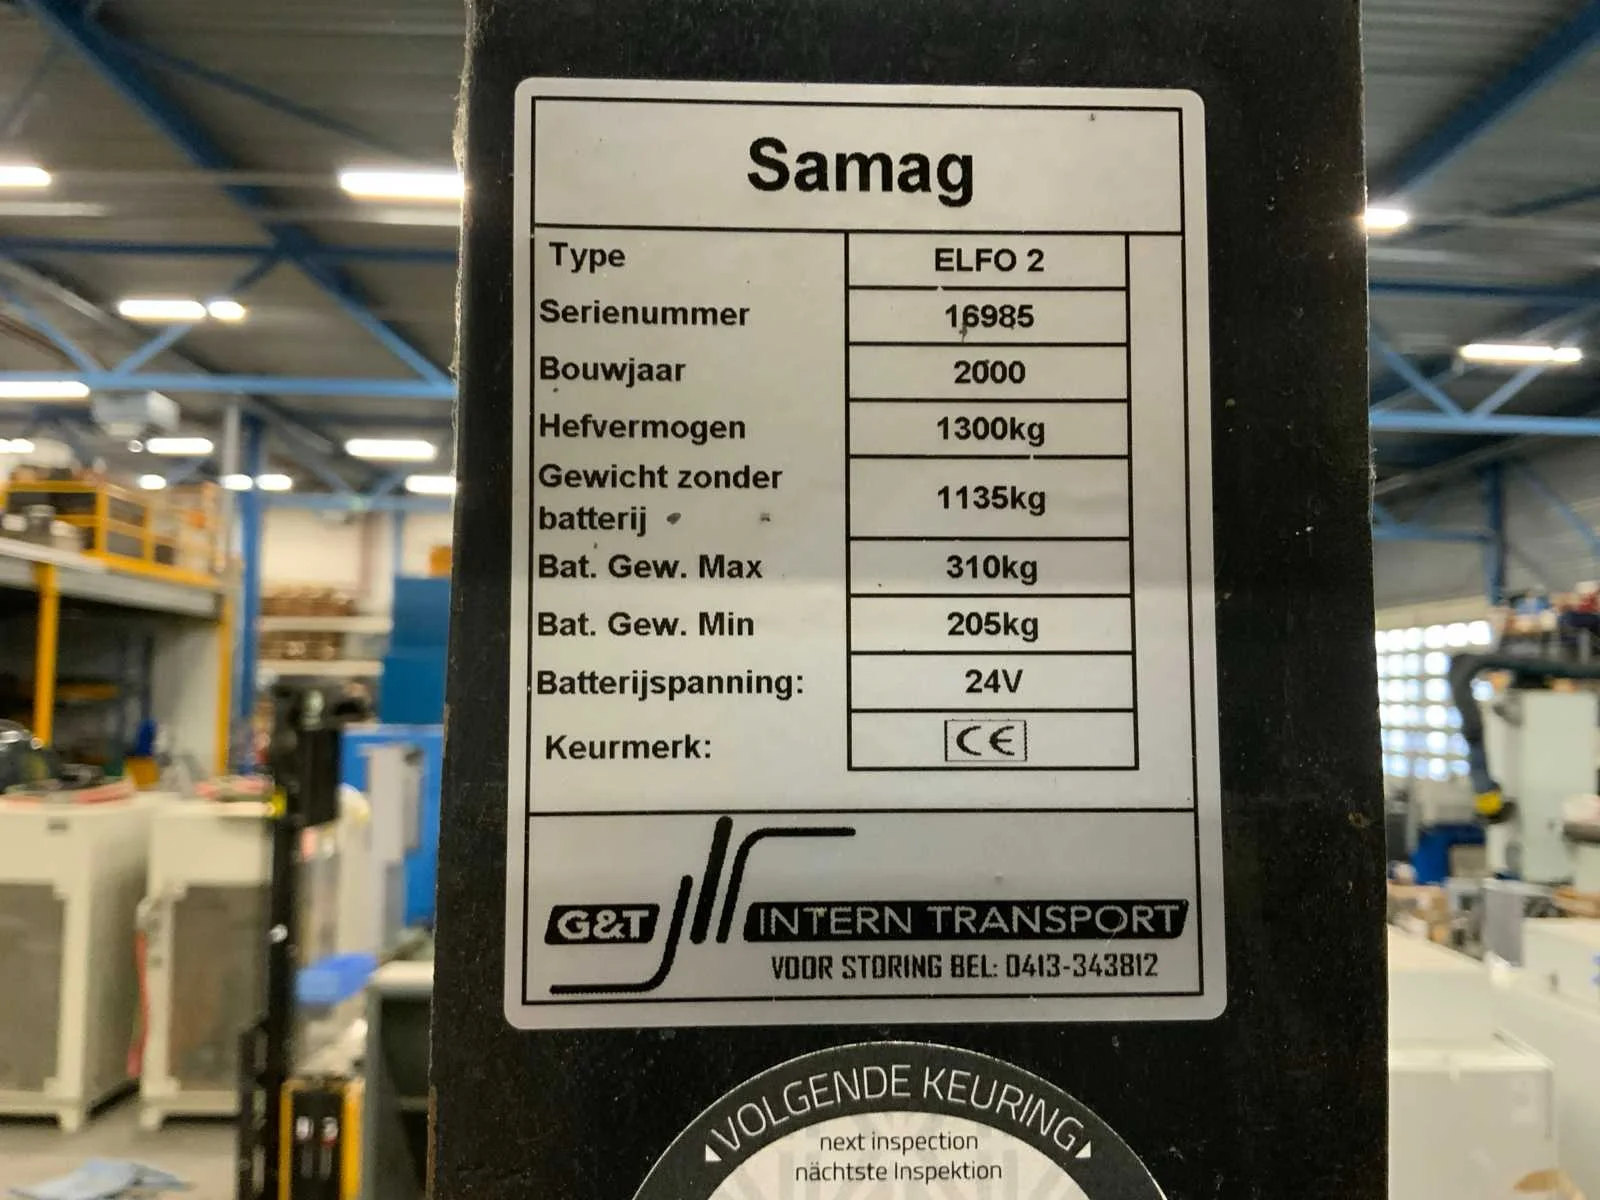 Samag
Type ELFO 2
Serienummer 16985
Bouwjaar 2000
Hefvermogen 1300kg
Gewicht zonder
batterij 1135kg
Bat. Gew. Max 310kg
Bat. Gew. Min 205kg
Batterijspanning: 24V
Keurmerk: CE
G&T INTERN TRANSPORT
VOOR STORING BEL: 0413-343812
VOLGENDE KEURING
next inspection
nächtste Inspektion